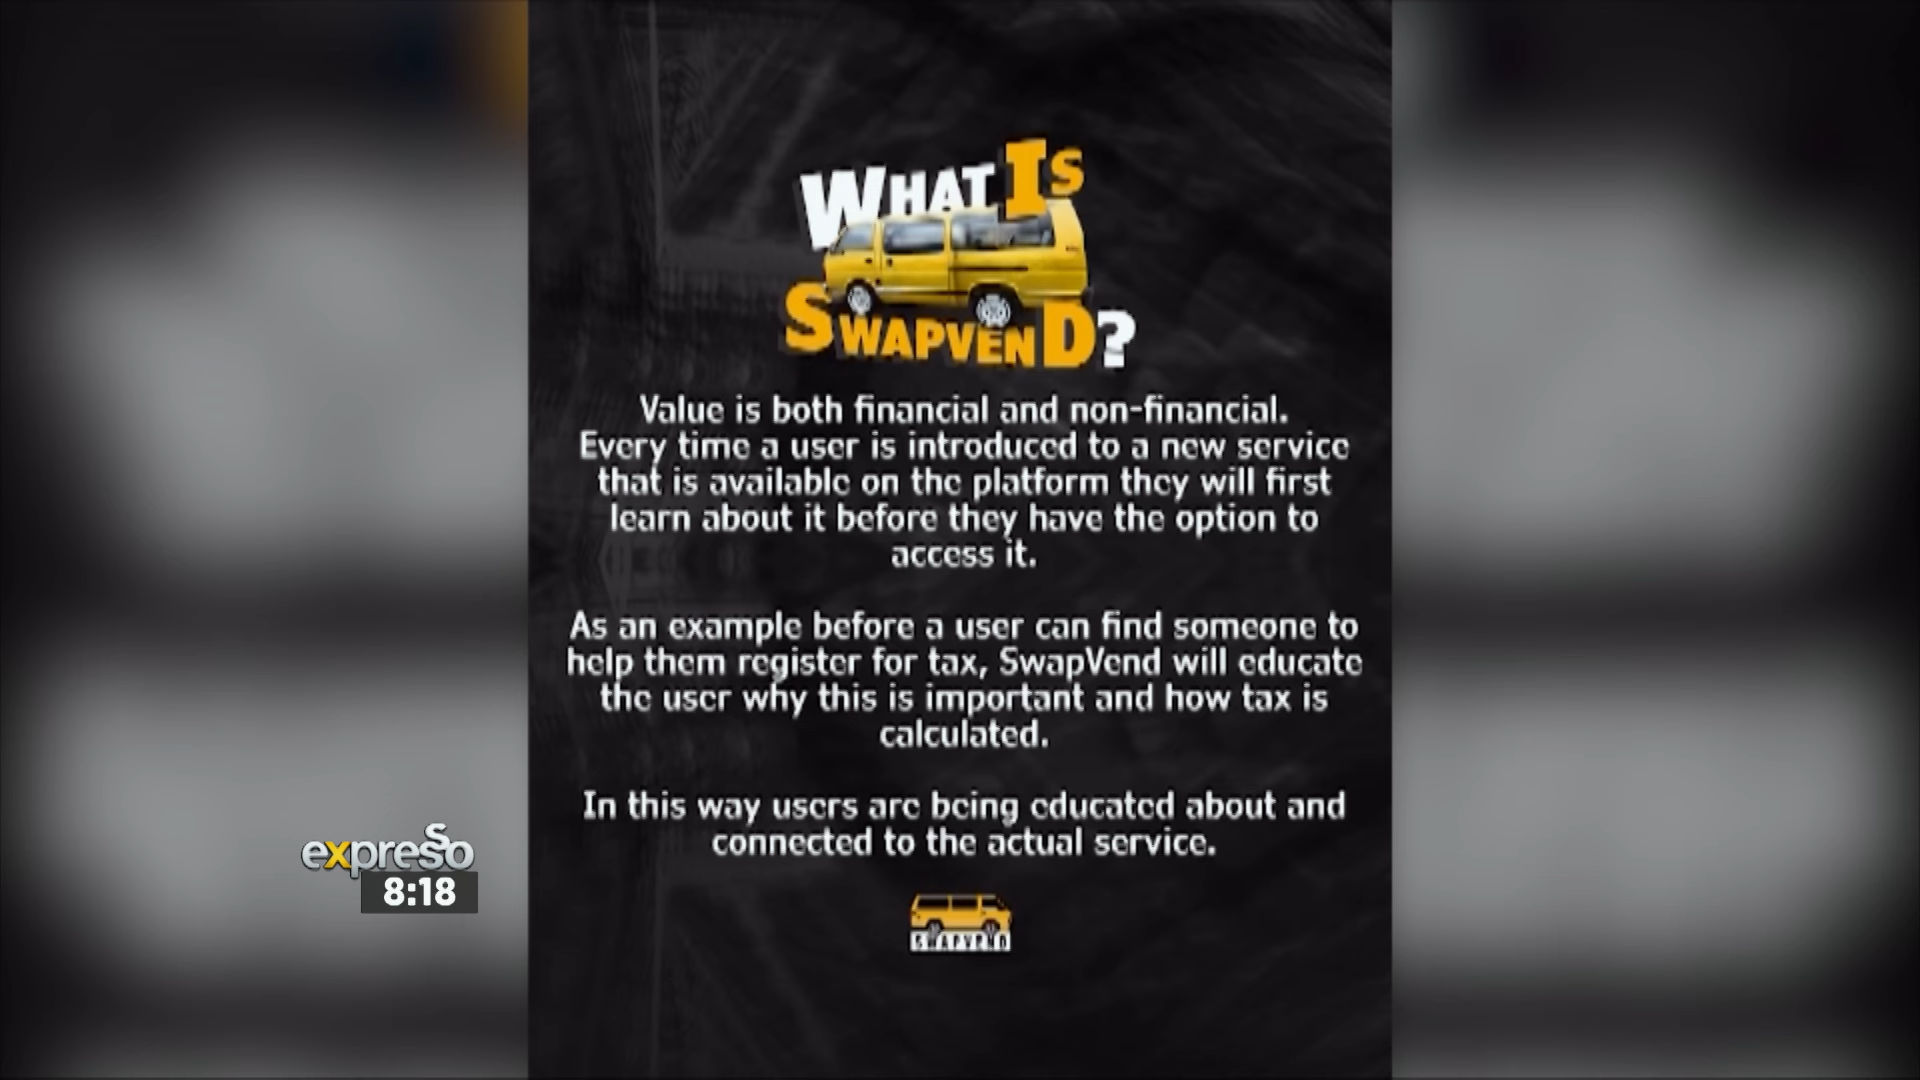 WHAT IS
SWAPVEND?
Value is both financial and non-financial.
Every time a user is introduced to a new service
that is available on the platform they will first
learn about it before they have the option to
access it.
As an example before a user can find someone to
help them register for tax, SwapVend will educate
the user why this is important and how tax is
calculated.
In this way users are being educated about and
connected to the actual service.
expresso
8:18
SWAPVEND